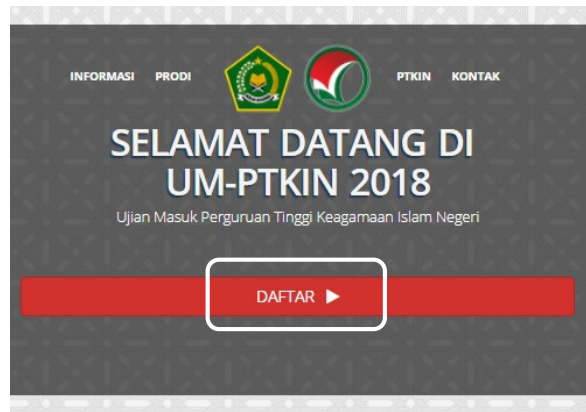 INFORMASI PRODI PTKIN KONTAK
SELAMAT DATANG DI
UM-PTKIN 2018
Ujian Masuk Perguruan Tinggi Keagamaan Islam Negeri
DAFTAR